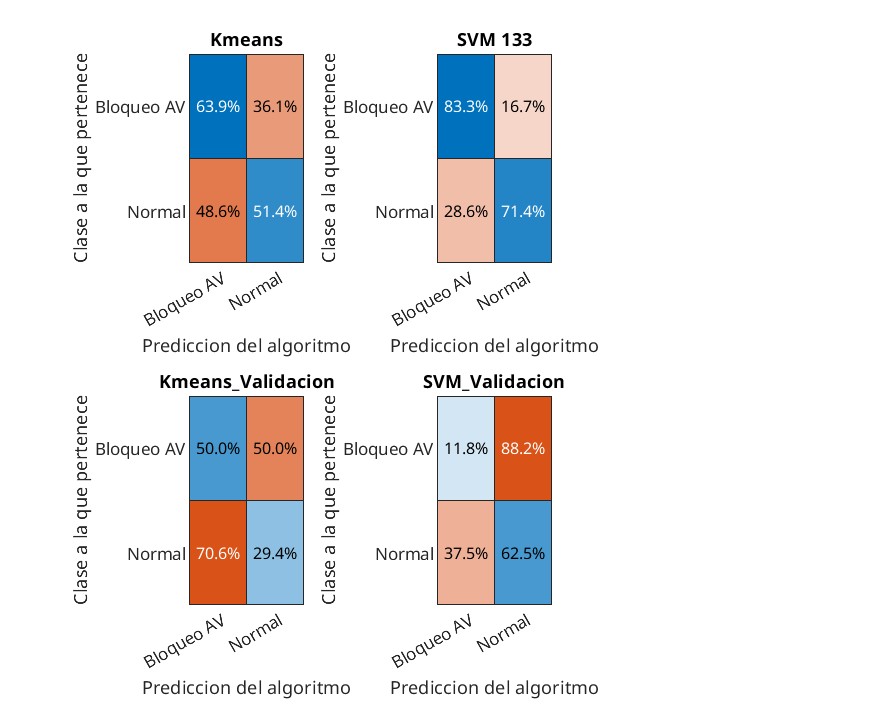 Kmeans
Clase a la que pertenece
Bloqueo AV
63.9%
36.1%
Normal
48.6%
51.4%
Bloqueo AV
Normal
Prediccion del algoritmo
SVM 133
Clase a la que pertenece
Bloqueo AV
83.3%
16.7%
Normal
28.6%
71.4%
Bloqueo AV
Normal
Prediccion del algoritmo
Kmeans_Validacion
Clase a la que pertenece
Bloqueo AV
50.0%
50.0%
Normal
70.6%
29.4%
Bloqueo AV
Normal
Prediccion del algoritmo
SVM_Validacion
Clase a la que pertenece
Bloqueo AV
11.8%
88.2%
Normal
37.5%
62.5%
Bloqueo AV
Normal
Prediccion del algoritmo